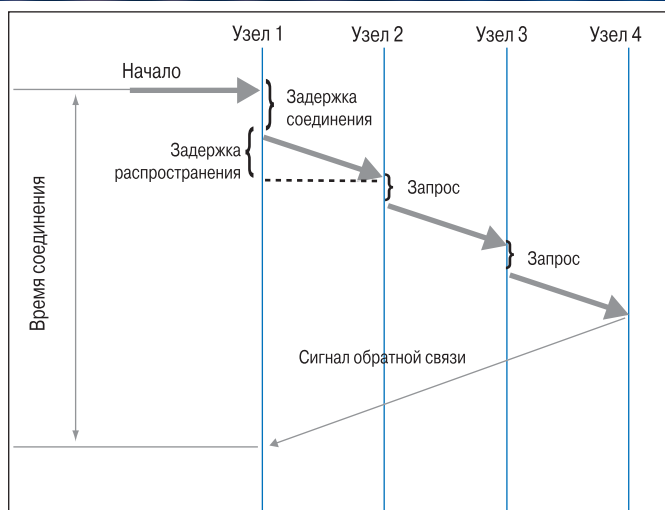 Узел 1 Узел 2 Узел 3 Узел 4
Начало
Задержка
соединения
Задержка
распространения
Запрос
Запрос
Время соединения
Сигнал обратной связи